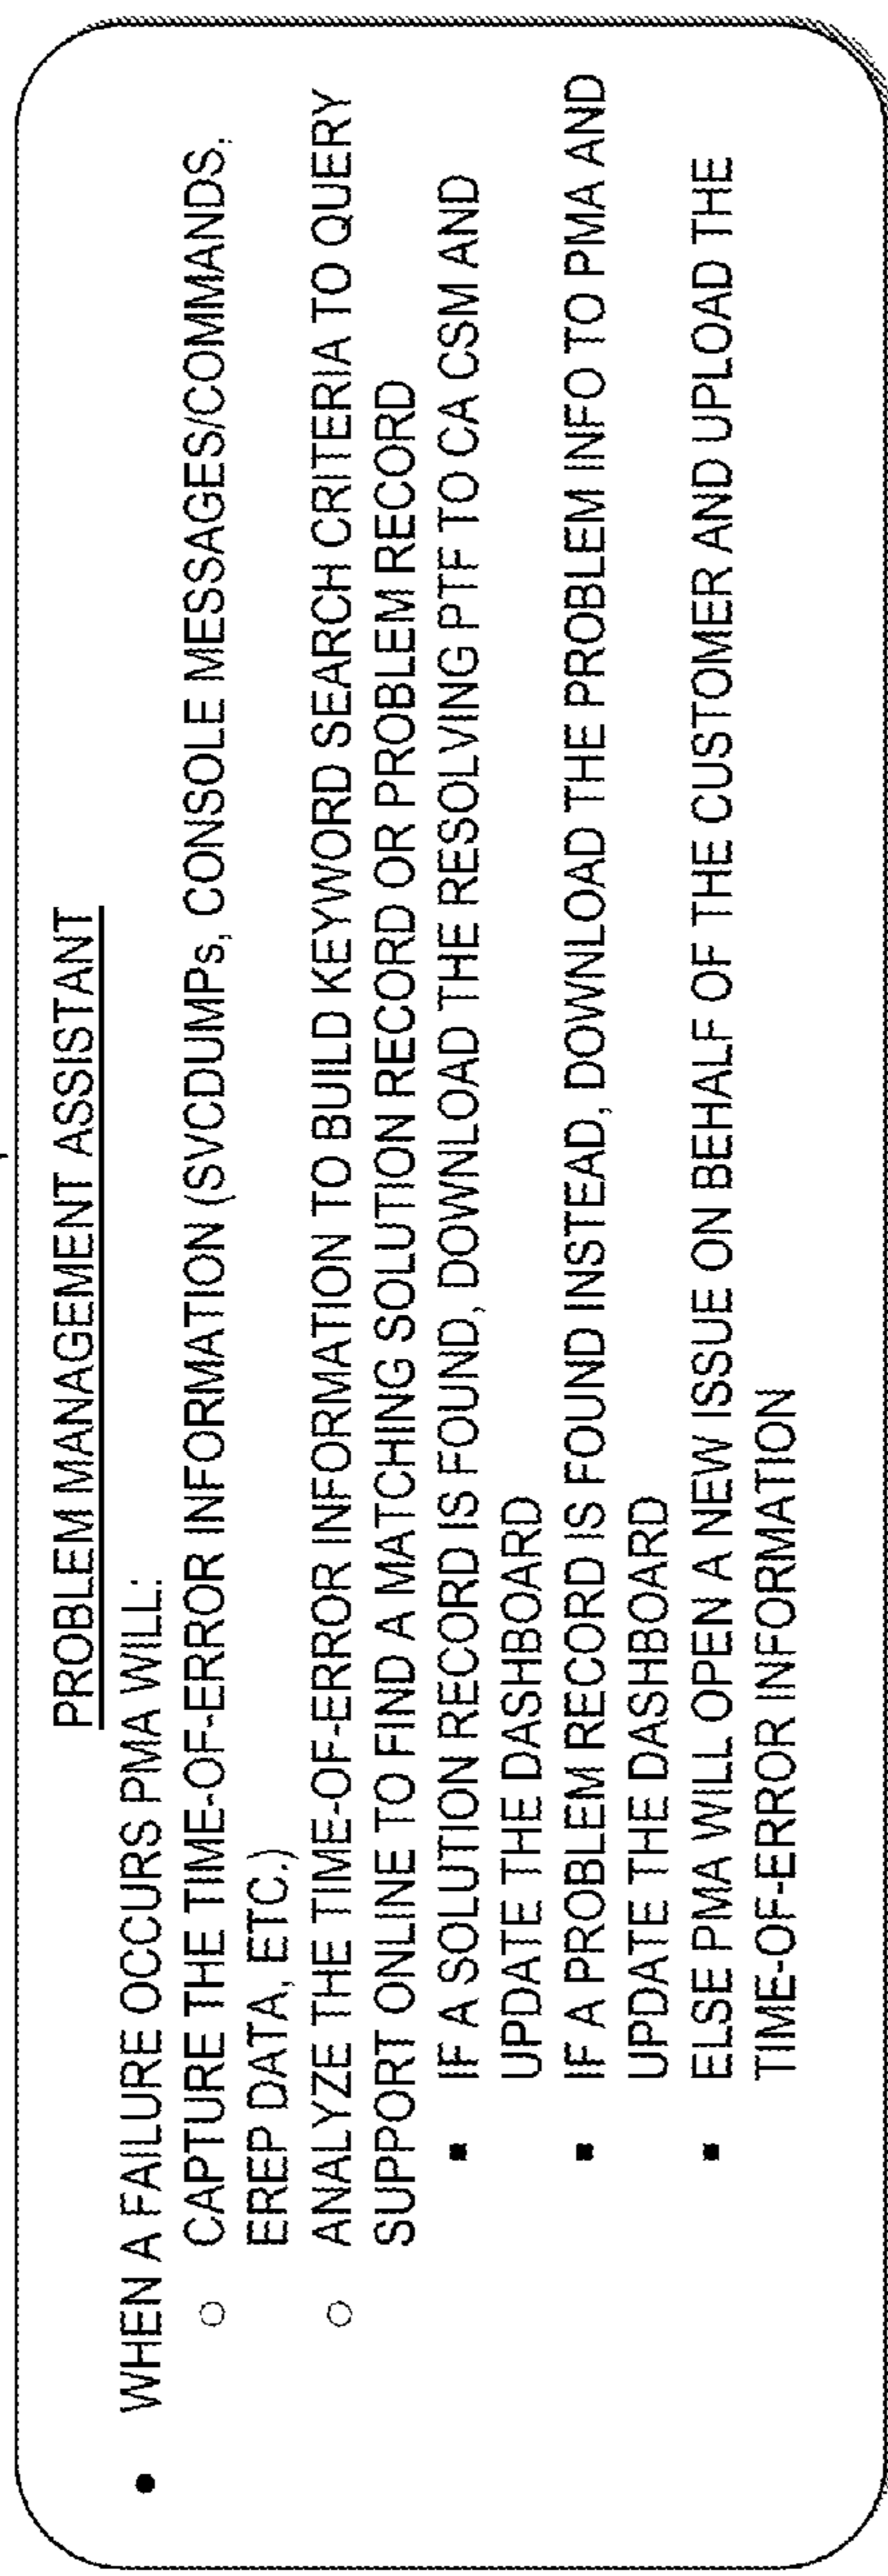 PROBLEM MANAGEMENT ASSISTANT
• WHEN A FAILURE OCCURS PMA WILL:
○ CAPTURE THE TIME-OF-ERROR INFORMATION (SVCDUMPs, CONSOLE MESSAGES/COMMANDS,
EREP DATA, ETC.)
○ ANALYZE THE TIME-OF-ERROR INFORMATION TO BUILD KEYWORD SEARCH CRITERIA TO QUERY
SUPPORT ONLINE TO FIND A MATCHING SOLUTION RECORD OR PROBLEM RECORD
▪ IF A SOLUTION RECORD IS FOUND, DOWNLOAD THE RESOLVING PTF TO CA CSM AND
UPDATE THE DASHBOARD
▪ IF A PROBLEM RECORD IS FOUND INSTEAD, DOWNLOAD THE PROBLEM INFO TO PMA AND
UPDATE THE DASHBOARD
▪ ELSE PMA WILL OPEN A NEW ISSUE ON BEHALF OF THE CUSTOMER AND UPLOAD THE
TIME-OF-ERROR INFORMATION